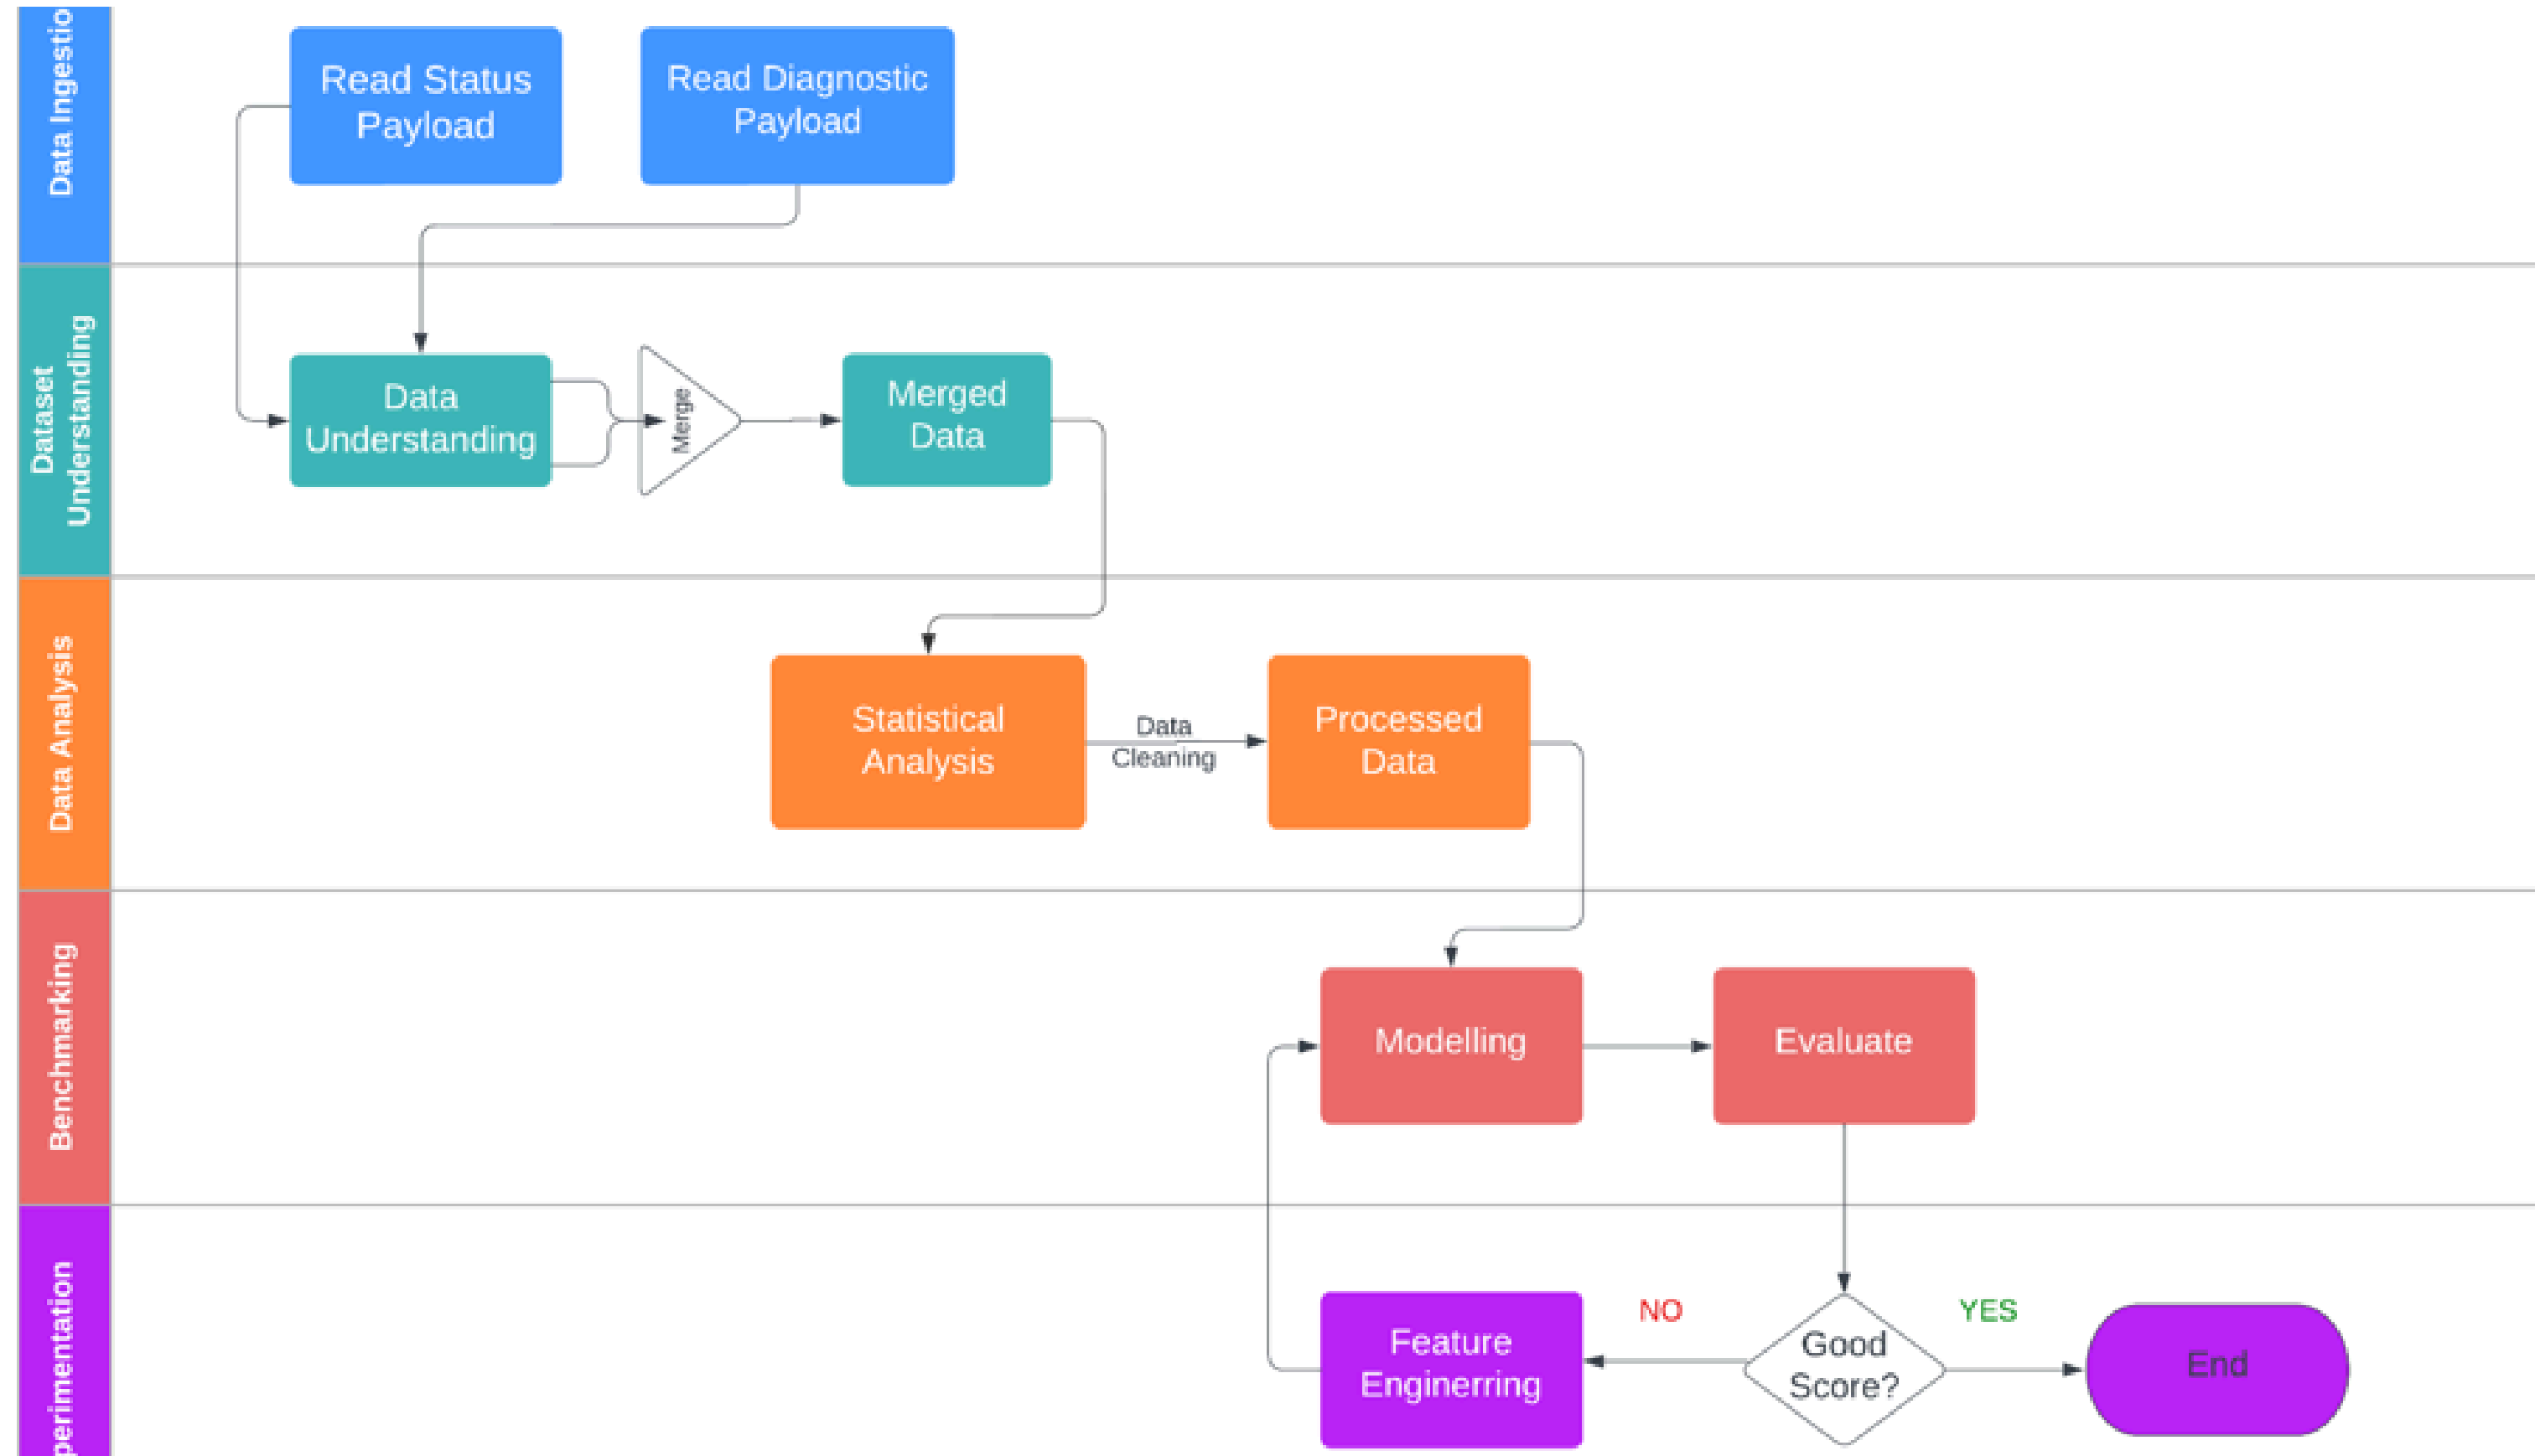 Data Ingestio
Read Status
Payload
Read Diagnostic
Payload
Dataset
Understanding
Data
Understanding
Merge
Merged
Data
Data Analysis
Statistical
Analysis
Data
Cleaning
Processed
Data
Benchmarking
Modelling
Evaluate
perimentation
Feature
Enginerring
NO
Good
Score?
YES
End